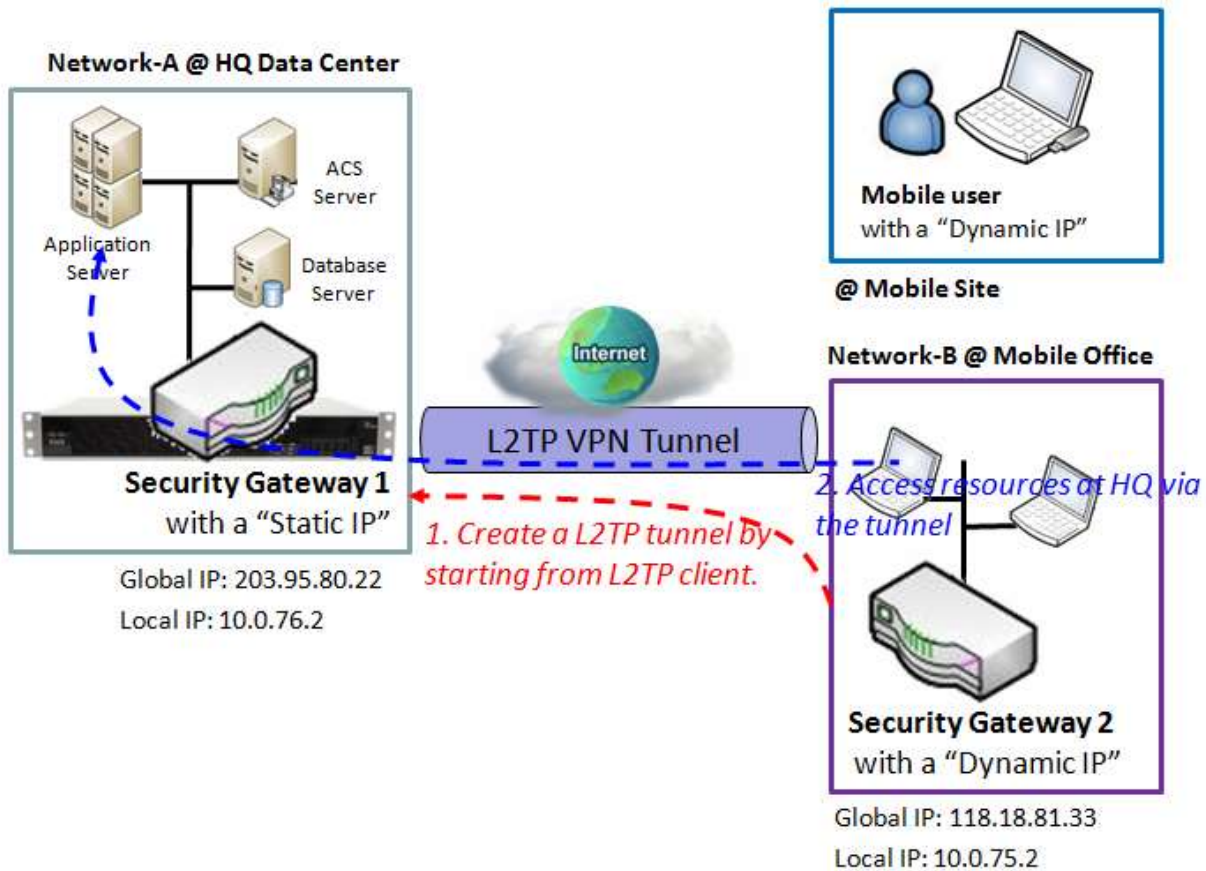 Network-A @ HQ Data Center
ACS
Server
Application
Server
Database
Server
Security Gateway 1
with a “Static IP”
Global IP: 203.95.80.22
Local IP: 10.0.76.2
Internet
L2TP VPN Tunnel
1. Create a L2TP tunnel by
starting from L2TP client.
Mobile user
with a “Dynamic IP”
@ Mobile Site
Network-B @ Mobile Office
2. Access resources at HQ via
the tunnel
Security Gateway 2
with a “Dynamic IP”
Global IP: 118.18.81.33
Local IP: 10.0.75.2